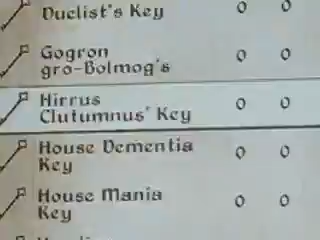 Duelist's Key 0 0
Gogron
gro-Bolmog's 0 0
Hirrus
Clutumnus' Key 0 0
House Dementia
Key 0 0
House Mania
Key 0 0